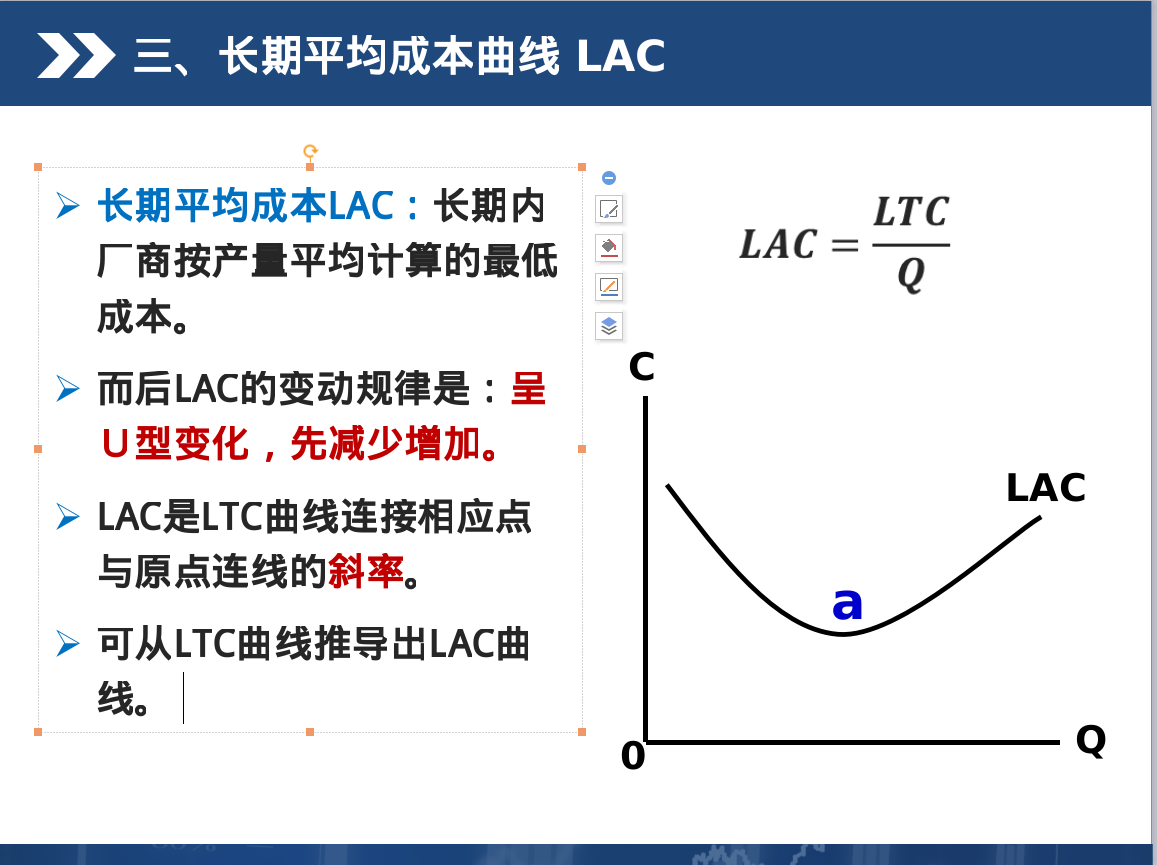 三、长期平均成本曲线 LAC
长期平均成本LAC：长期内
厂商按产量平均计算的最低
成本。
而后LAC的变动规律是：呈
U型变化，先减少增加。
LAC是LTC曲线连接相应点
与原点连线的斜率。
可从LTC曲线推导出LAC曲
线。
LAC = LTC / Q
C
LAC
a
0
Q